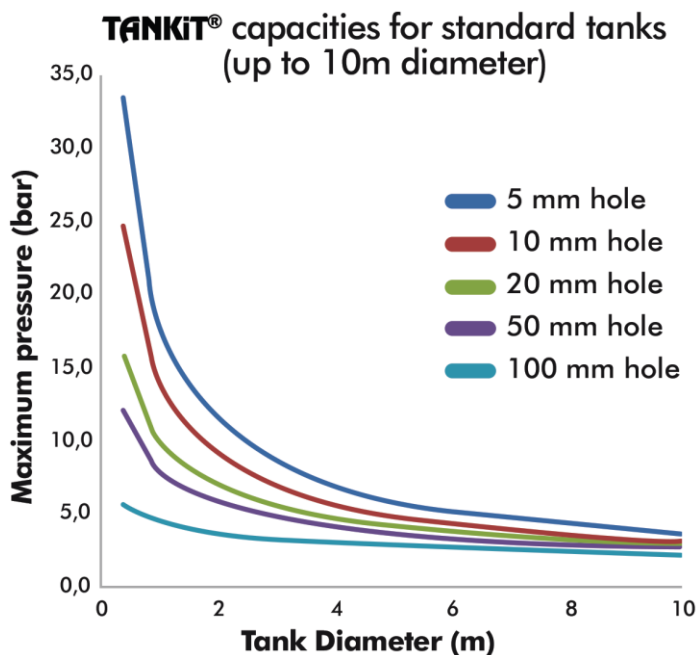 TANKiT® capacities for standard tanks
(up to 10m diameter)
35,0
30,0
25,0
20,0
15,0
10,0
5,0
0,0
Maximum pressure (bar)
5 mm hole
10 mm hole
20 mm hole
50 mm hole
100 mm hole
0 2 4 6 8 10
Tank Diameter (m)